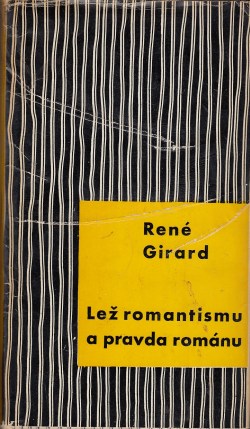 René
Girard
Lež romantismu
a pravda románu